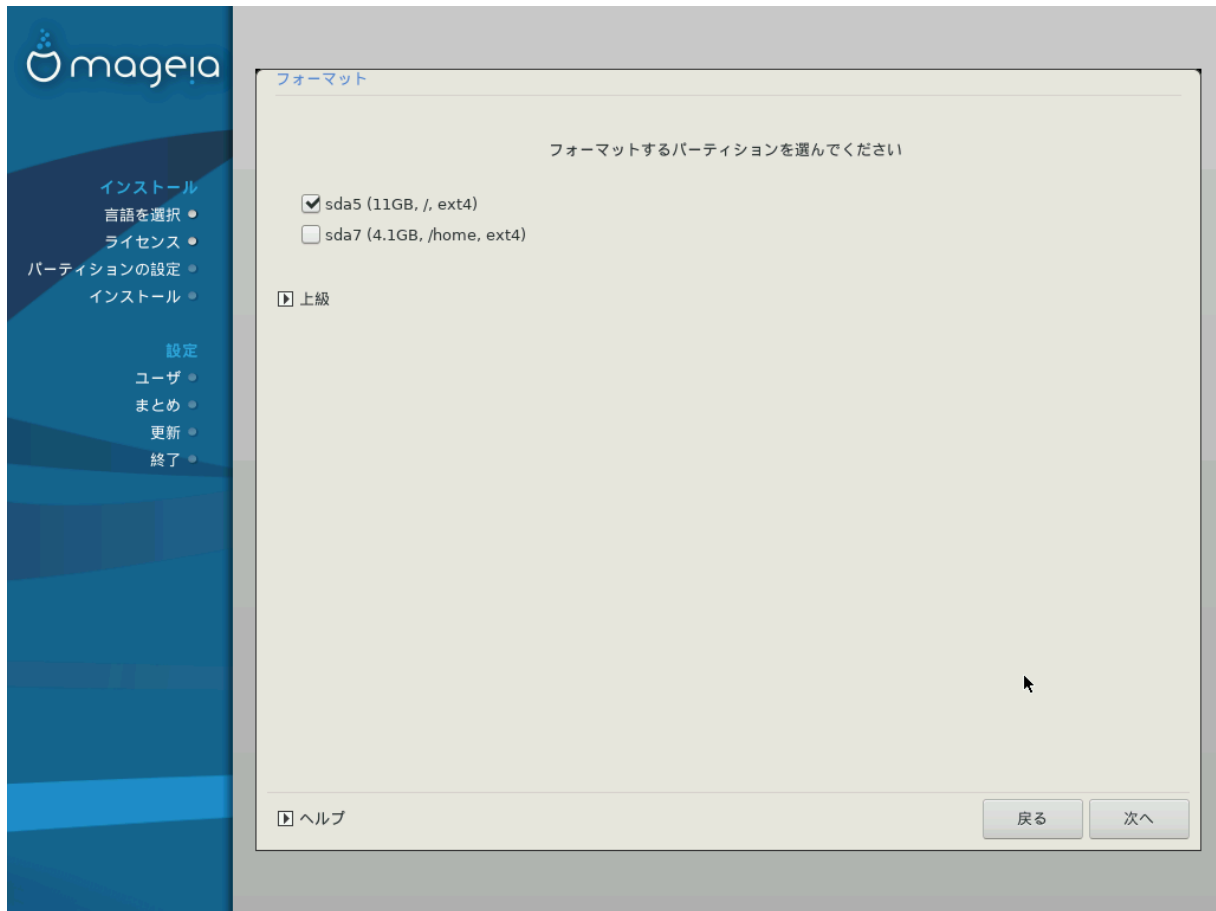 mageia
インストール
言語を選択
ライセンス
パーティションの設定
インストール
設定
ユーザ
まとめ
更新
終了
フォーマット
フォーマットするパーティションを選んでください
sda5 (11GB, /, ext4)
sda7 (4.1GB, /home, ext4)
上級
ヘルプ
戻る
次へ